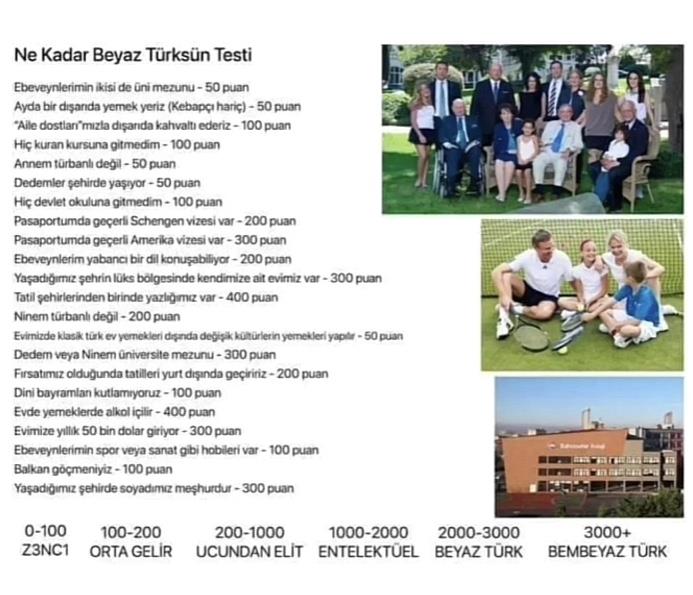 Ne Kadar Beyaz Türksün Testi
Ebeveynlerimin ikisi de üni mezunu - 50 puan
Ayda bir dışarıda yemek yeriz (Kebapçı hariç) - 50 puan
“Aile dostları”mızla dışarıda kahvaltı ederiz - 100 puan
Hiç kuran kursuna gitmedim - 100 puan
Annem türbanlı değil - 50 puan
Dedemler şehirde yaşıyor - 50 puan
Hiç devlet okuluna gitmedim - 100 puan
Pasaportumda geçerli Schengen vizesi var - 200 puan
Pasaportumda geçerli Amerika vizesi var - 300 puan
Ebeveynlerim yabancı bir dil konuşabiliyor - 200 puan
Yaşadığımız şehrin lüks bölgesinde kendimize ait evimiz var - 300 puan
Tatil şehirlerinden birinde yazlığımız var - 400 puan
Ninem türbanlı değil - 200 puan
Evimizde klasik türk ev yemekleri dışında değişik kültürlerin yemekleri yapılır - 50 puan
Dedem veya Ninem üniversite mezunu - 300 puan
Fırsatımız olduğunda tatilleri yurt dışında geçiririz - 200 puan
Dini bayramları kutlamıyoruz - 100 puan
Evde yemeklerde alkol içilir - 400 puan
Evimize yıllık 50 bin dolar giriyor - 300 puan
Ebeveynlerimin spor veya sanat gibi hobileri var - 100 puan
Balkan göçmeniyiz - 100 puan
Yaşadığımız şehirde soyadımız meşhurdur - 300 puan
0-100 100-200 200-1000 1000-2000 2000-3000 3000+
Z3NC1 ORTA GELİR UCUNDAN ELİT ENTELEKTÜEL BEYAZ TÜRK BEMBEYAZ TÜRK